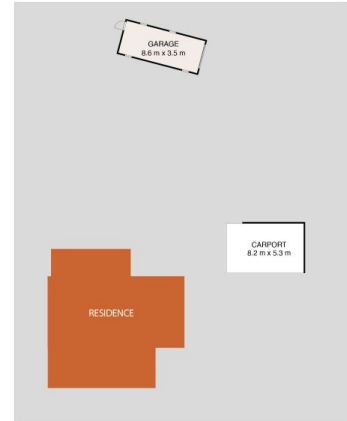 GARAGE
8.6 m x 3.5 m
CARPORT
8.2 m x 5.3 m
RESIDENCE